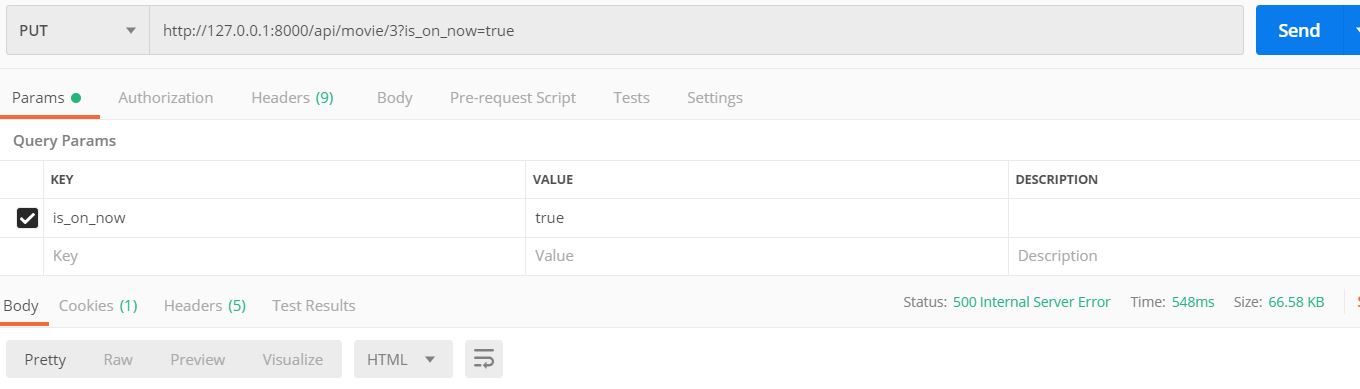 PUT http://127.0.0.1:8000/api/movie/3?is_on_now=true Send
Params Authorization Headers (9) Body Pre-request Script Tests Settings
Query Params
KEY VALUE DESCRIPTION
is_on_now true
Key Value Description
Body Cookies (1) Headers (5) Test Results Status: 500 Internal Server Error Time: 548ms Size: 66.58 KB
Pretty Raw Preview Visualize HTML